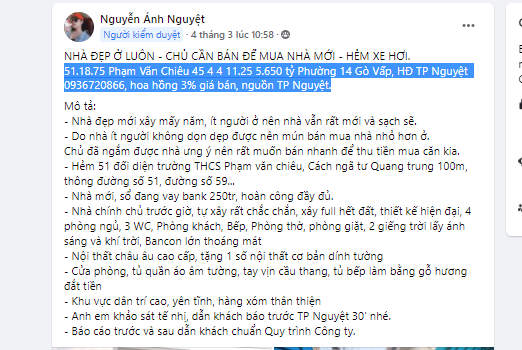 Nguyễn Ánh Nguyệt
Người kiểm duyệt · 4 tháng 3 lúc 10:58 ·
NHÀ ĐẸP Ở LUÔN - CHỦ CẦN BÁN ĐỂ MUA NHÀ MỚI - HẺM XE HƠI.
51.18.75 Phạm Văn Chiêu 45 4 4 11.25 5.650 tỷ Phường 14 Gò Vấp, HĐ TP Nguyệt
0936720866, hoa hồng 3% giá bán, nguồn TP Nguyệt.
Mô tả:
- Nhà đẹp mới xây mấy năm, ít người ở nên nhà vẫn rất mới và sạch sẽ.
- Do nhà ít người không dọn dẹp được nên mún bán mua nhà nhỏ hơn ở.
Chủ đã ngắm được nhà ưng ý nên rất muốn bán nhanh để thu tiền mua căn kia.
- Hẻm 51 đối diện trường THCS Phạm văn chiêu, Cách ngã tư Quang trung 100m,
thông đường số 51, đường số 59...
- Nhà mới, sổ đang vay bank 250tr, hoàn công đầy đủ.
- Nhà chính chủ trước giờ, tự xây rất chắc chắn, xây full hết đất, thiết kế hiện đại, 4
phòng ngủ, 3 WC, Phòng khách, Bếp, Phòng thờ, phòng giặt, 2 giếng trời lấy ánh
sáng và khí trời, Bancon lớn thoáng mát
- Nội thất châu âu cao cấp, tặng 1 số nội thất cơ bản dính tường
- Cửa phòng, tủ quần áo âm tường, tay vịn cầu thang, tủ bếp làm bằng gỗ hương
đắt tiền
- Khu vực dân trí cao, yên tĩnh, hàng xóm thân thiện
- Anh em khảo sát tế nhị, dẫn khách báo trước TP Nguyệt 30' nhé.
- Báo cáo trước và sau dẫn khách chuẩn Quy trình Công ty.